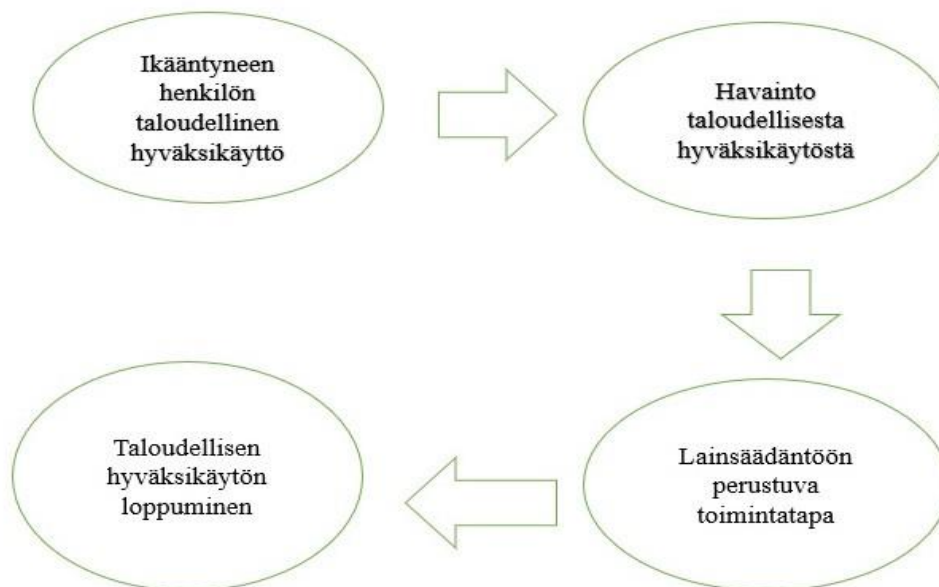 Ikääntyneen
henkilön
taloudellinen
hyväksikäyttö
Havainto
taloudellisesta
hyväksikäytöstä
Lainsäädäntöön
perustuva
toimintatapa
Taloudellisen
hyväksikäytön
loppuminen